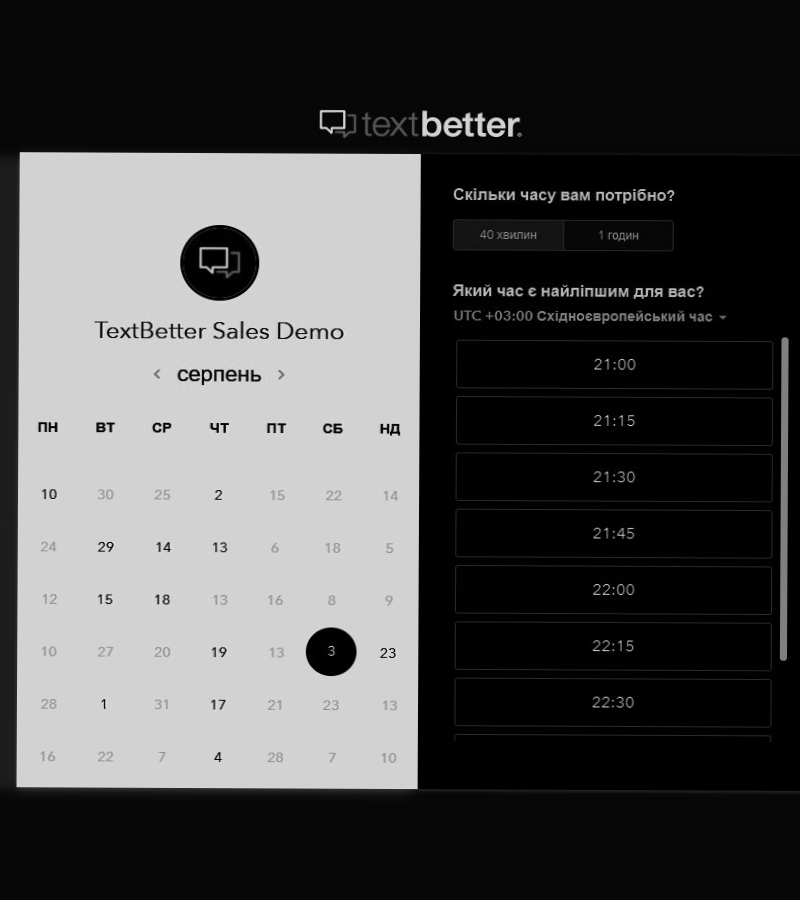 textbetter.
TextBetter Sales Demo
серпень
ПН ВТ СР ЧТ ПТ СБ НД
10 30 25 2 15 22 14
24 29 14 13 6 18 5
12 15 18 13 16 8 9
10 27 20 19 13 3 23
28 1 31 17 21 23 13
16 22 7 4 28 7 10
Скільки часу вам потрібно?
40 хвилин 1 годин
Який час є найліпшим для вас?
UTC +03:00 Східноєвропейський час
21:00
21:15
21:30
21:45
22:00
22:15
22:30